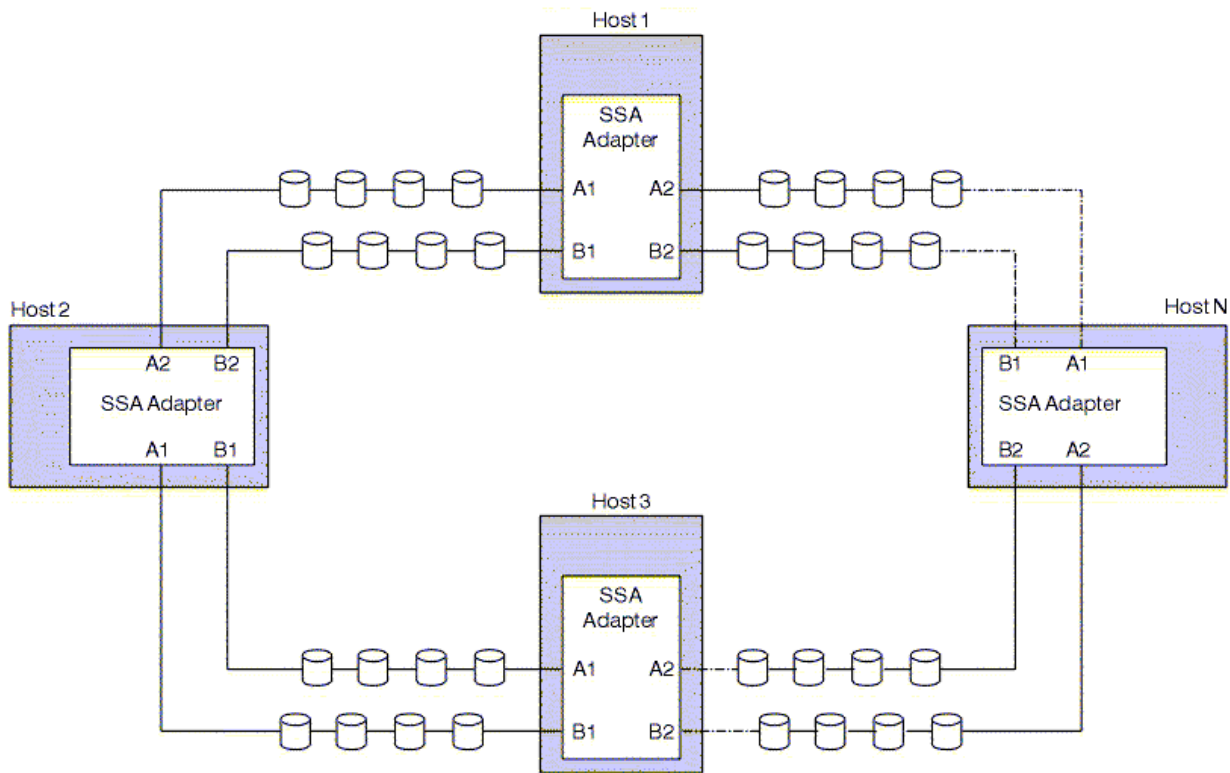 Host 1
SSA
Adapter
A1 A2
B1 B2
Host 2
Host N
A2 B2
SSA Adapter
A1 B1
B1 A1
SSA Adapter
B2 A2
Host 3
SSA
Adapter
A1 A2
B1 B2